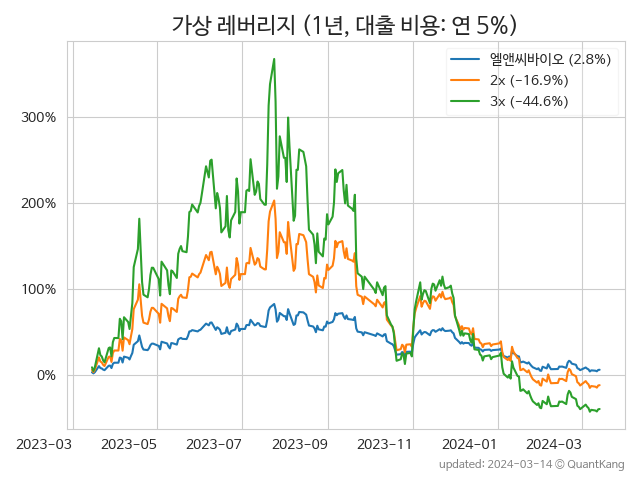 가상 레버리지 (1년, 대출 비용: 연 5%)
엘앤씨바이오 (2.8%)
2x (−16.9%)
3x (−44.6%)
300%
200%
100%
0%
2023−03 2023−05 2023−07 2023−09 2023−11 2024−01 2024−03
updated: 2024−03−14 © QuantKang